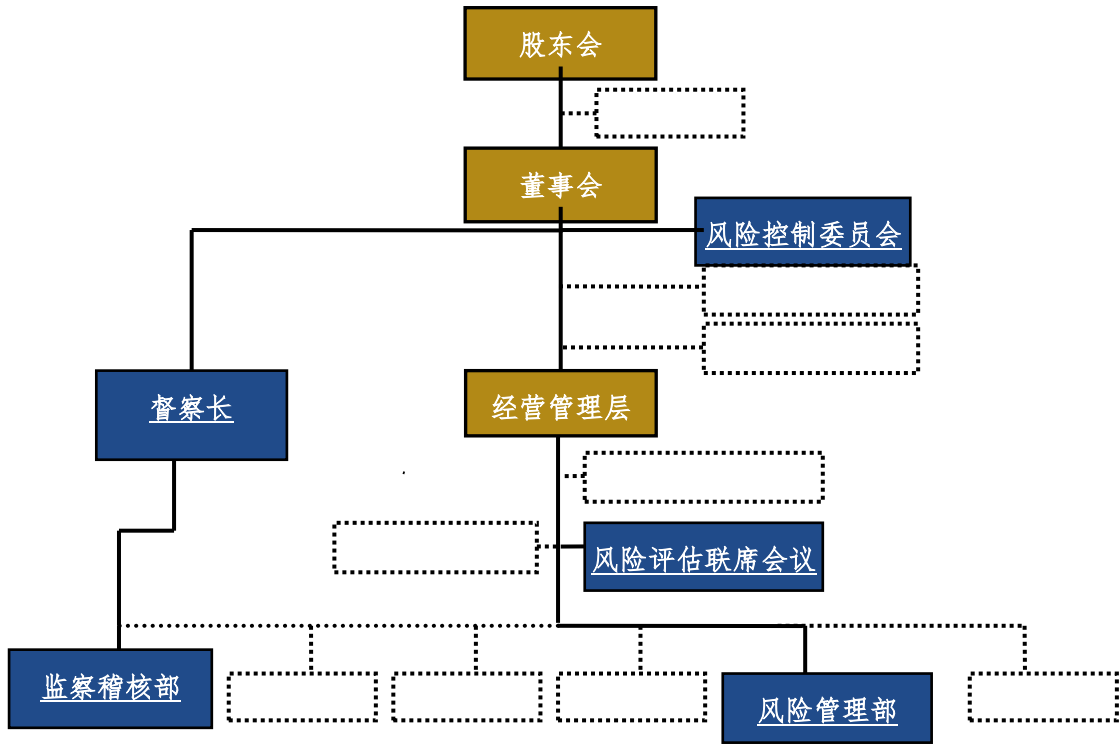 股东会
董事会
风险控制委员会
督察长
经营管理层
风险评估联席会议
监察稽核部
风险管理部